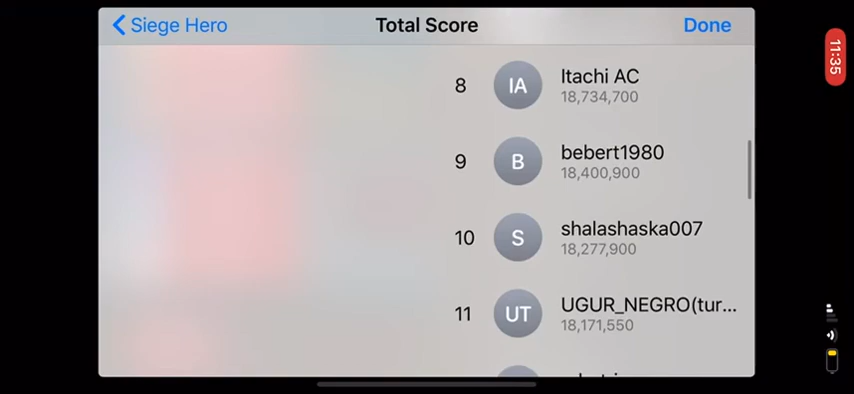 Siege Hero
Total Score
Done
11:35
8
IA
Itachi AC
18,734,700
9
B
bebert1980
18,400,900
10
S
shalashaska007
18,277,900
11
UT
UGUR_NEGRO(tur...
18,171,550